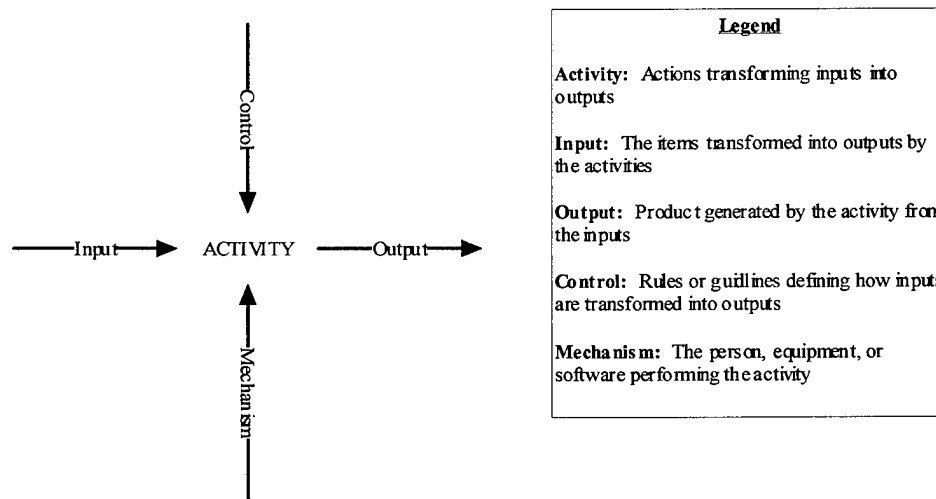 Control
Input
ACTIVITY
Output
Mechanism
Legend
Activity: Actions transforming inputs into
outputs
Input: The items transformed into outputs by
the activities
Output: Product generated by the activity from
the inputs
Control: Rules or guidlines defining how inputs
are transformed into outputs
Mechanism: The person, equipment, or
software performing the activity